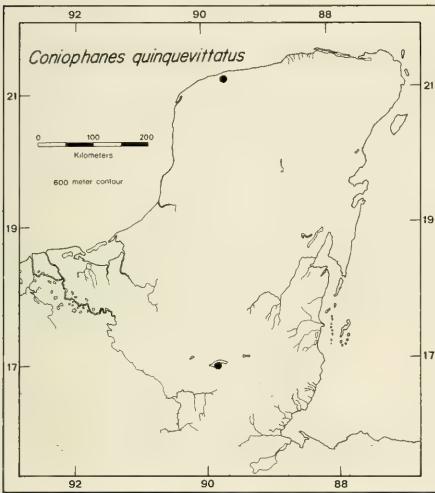 92 90 88
Coniophanes quinquevittatus
21 21
0 100 200
Kilometers
600 meter contour
19 19
17 17
92 90 88